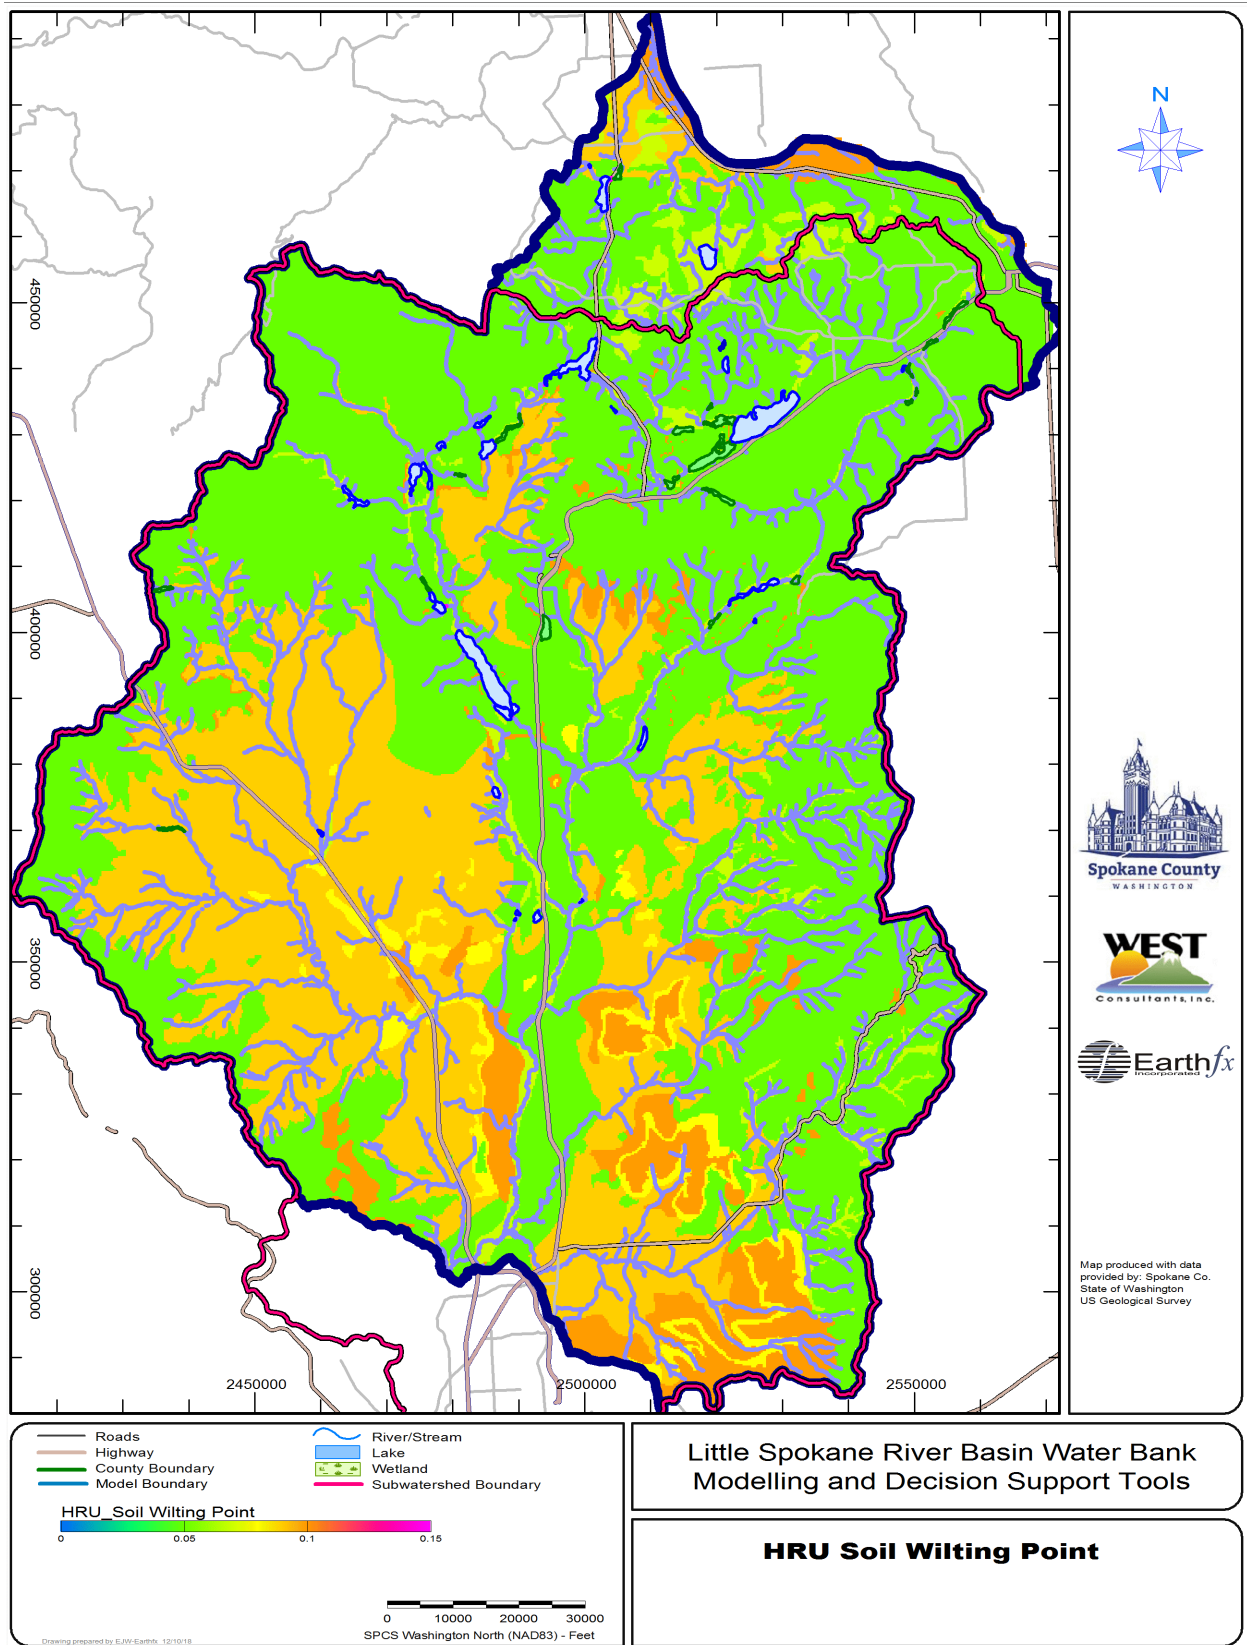 N
450000
400000
350000
300000
2450000
2500000
2550000
Spokane County
WASHINGTON
WEST
Consultants, Inc.
Earthfx
Incorporated
Map produced with data
provided by: Spokane Co.
State of Washington
US Geological Survey
Roads
Highway
County Boundary
Model Boundary
River/Stream
Lake
Wetland
Subwatershed Boundary
HRU_Soil Wilting Point
0 0.05 0.1 0.15
0 10000 20000 30000
SPCS Washington North (NAD83) - Feet
Drawing prepared by EJW-Earthfx 12/10/18
Little Spokane River Basin Water Bank
Modelling and Decision Support Tools
HRU Soil Wilting Point